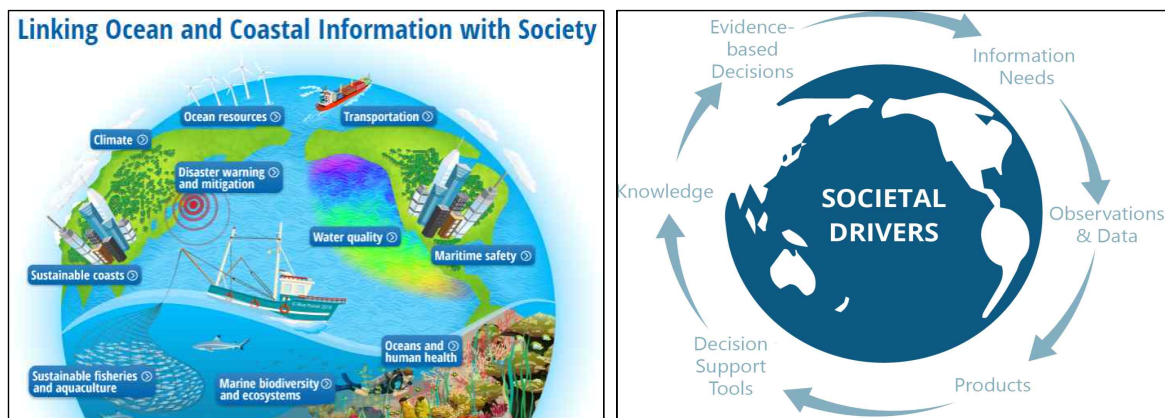 Linking Ocean and Coastal Information with Society
Ocean resources
Transportation
Climate
Disaster warning
and mitigation
Water quality
Maritime safety
Sustainable coasts
Oceans and
human health
Sustainable fisheries
and aquaculture
Marine biodiversity
and ecosystems
Evidence-
based
Decisions
Information
Needs
Knowledge
SOCIETAL
DRIVERS
Observations
& Data
Decision
Support
Tools
Products